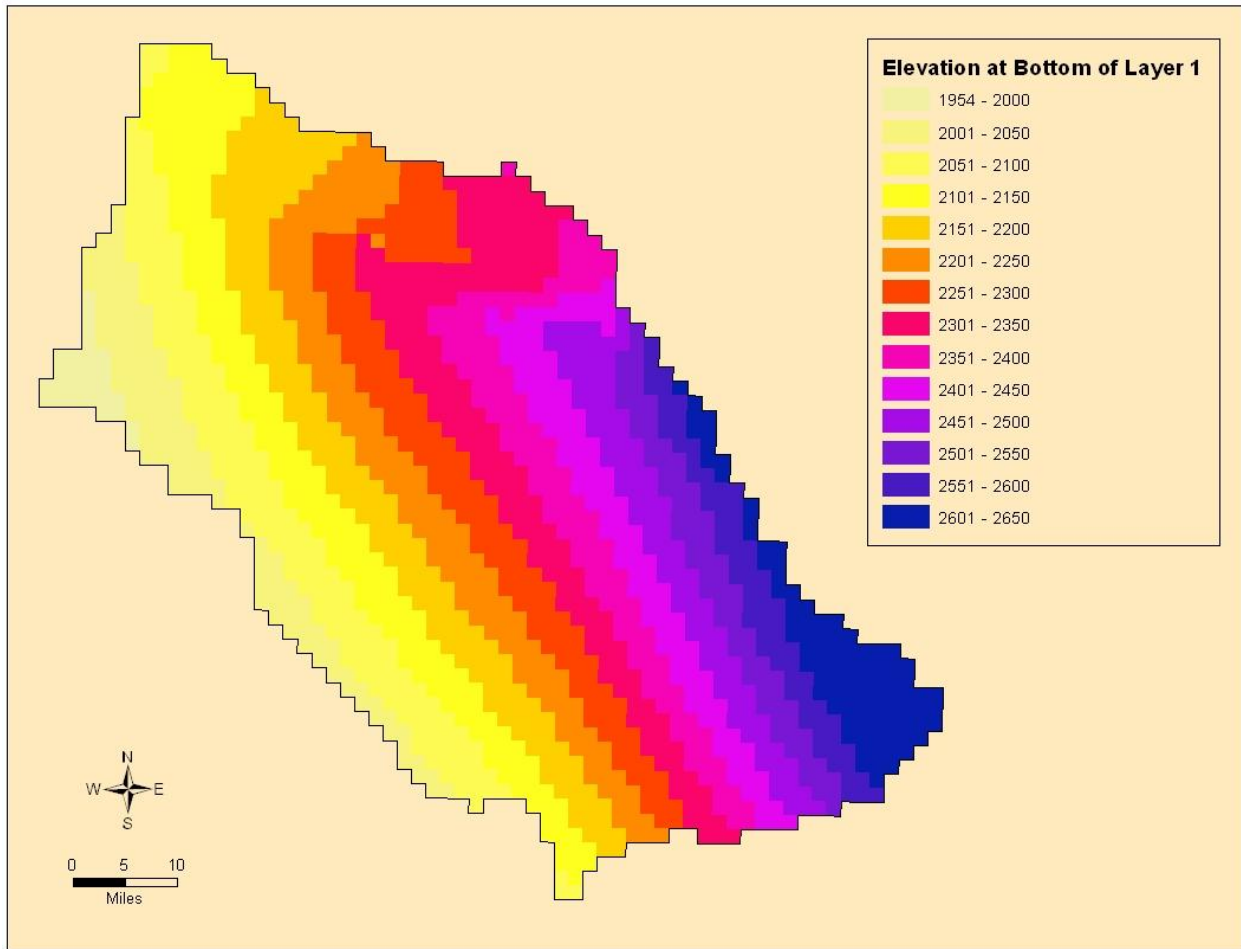 Elevation at Bottom of Layer 1
1954 - 2000
2001 - 2050
2051 - 2100
2101 - 2150
2151 - 2200
2201 - 2250
2251 - 2300
2301 - 2350
2351 - 2400
2401 - 2450
2451 - 2500
2501 - 2550
2551 - 2600
2601 - 2650
N
W E
S
0 5 10
Miles